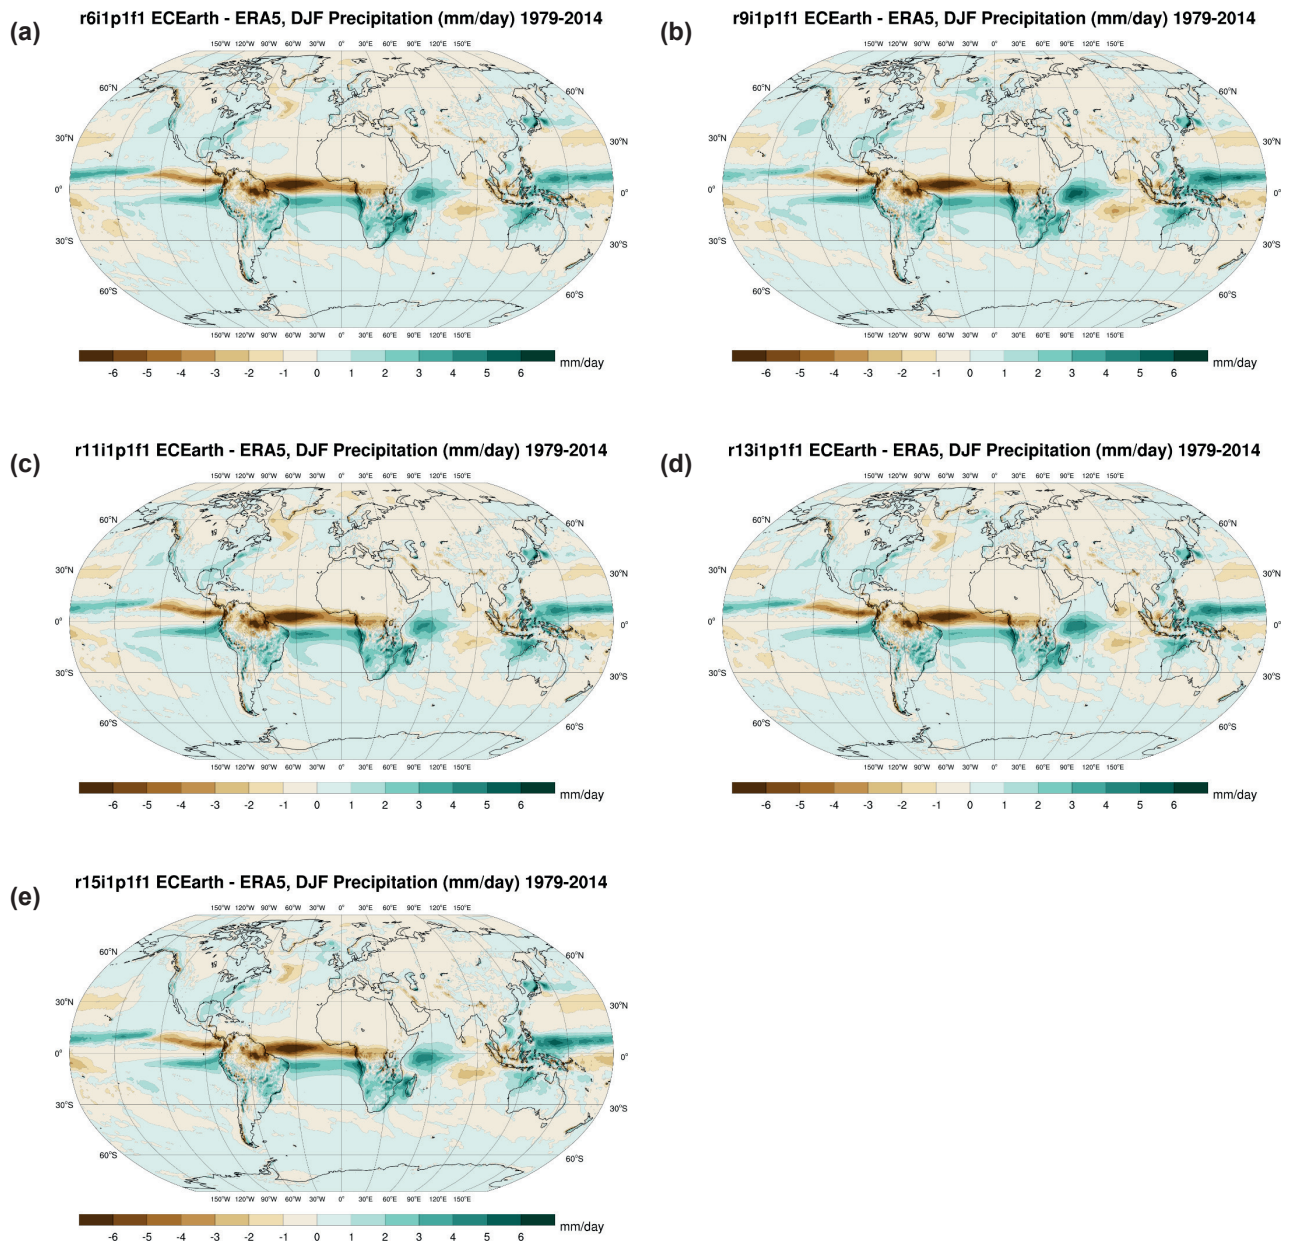 (a)
r6i1p1f1 ECEarth - ERA5, DJF Precipitation (mm/day) 1979-2014
150°W 120°W 90°W 60°W 30°W 0° 30°E 60°E 90°E 120°E 150°E
60°N 60°N
30°N 30°N
0° 0°
30°S 30°S
60°S 60°S
150°W 120°W 90°W 60°W 30°W 0° 30°E 60°E 90°E 120°E 150°E
-6 -5 -4 -3 -2 -1 0 1 2 3 4 5 6 mm/day
(b)
r9i1p1f1 ECEarth - ERA5, DJF Precipitation (mm/day) 1979-2014
150°W 120°W 90°W 60°W 30°W 0° 30°E 60°E 90°E 120°E 150°E
60°N 60°N
30°N 30°N
0° 0°
30°S 30°S
60°S 60°S
150°W 120°W 90°W 60°W 30°W 0° 30°E 60°E 90°E 120°E 150°E
-6 -5 -4 -3 -2 -1 0 1 2 3 4 5 6 mm/day
(c)
r11i1p1f1 ECEarth - ERA5, DJF Precipitation (mm/day) 1979-2014
150°W 120°W 90°W 60°W 30°W 0° 30°E 60°E 90°E 120°E 150°E
60°N 60°N
30°N 30°N
0° 0°
30°S 30°S
60°S 60°S
150°W 120°W 90°W 60°W 30°W 0° 30°E 60°E 90°E 120°E 150°E
-6 -5 -4 -3 -2 -1 0 1 2 3 4 5 6 mm/day
(d)
r13i1p1f1 ECEarth - ERA5, DJF Precipitation (mm/day) 1979-2014
150°W 120°W 90°W 60°W 30°W 0° 30°E 60°E 90°E 120°E 150°E
60°N 60°N
30°N 30°N
0° 0°
30°S 30°S
60°S 60°S
150°W 120°W 90°W 60°W 30°W 0° 30°E 60°E 90°E 120°E 150°E
-6 -5 -4 -3 -2 -1 0 1 2 3 4 5 6 mm/day
(e)
r15i1p1f1 ECEarth - ERA5, DJF Precipitation (mm/day) 1979-2014
150°W 120°W 90°W 60°W 30°W 0° 30°E 60°E 90°E 120°E 150°E
60°N 60°N
30°N 30°N
0° 0°
30°S 30°S
60°S 60°S
150°W 120°W 90°W 60°W 30°W 0° 30°E 60°E 90°E 120°E 150°E
-6 -5 -4 -3 -2 -1 0 1 2 3 4 5 6 mm/day